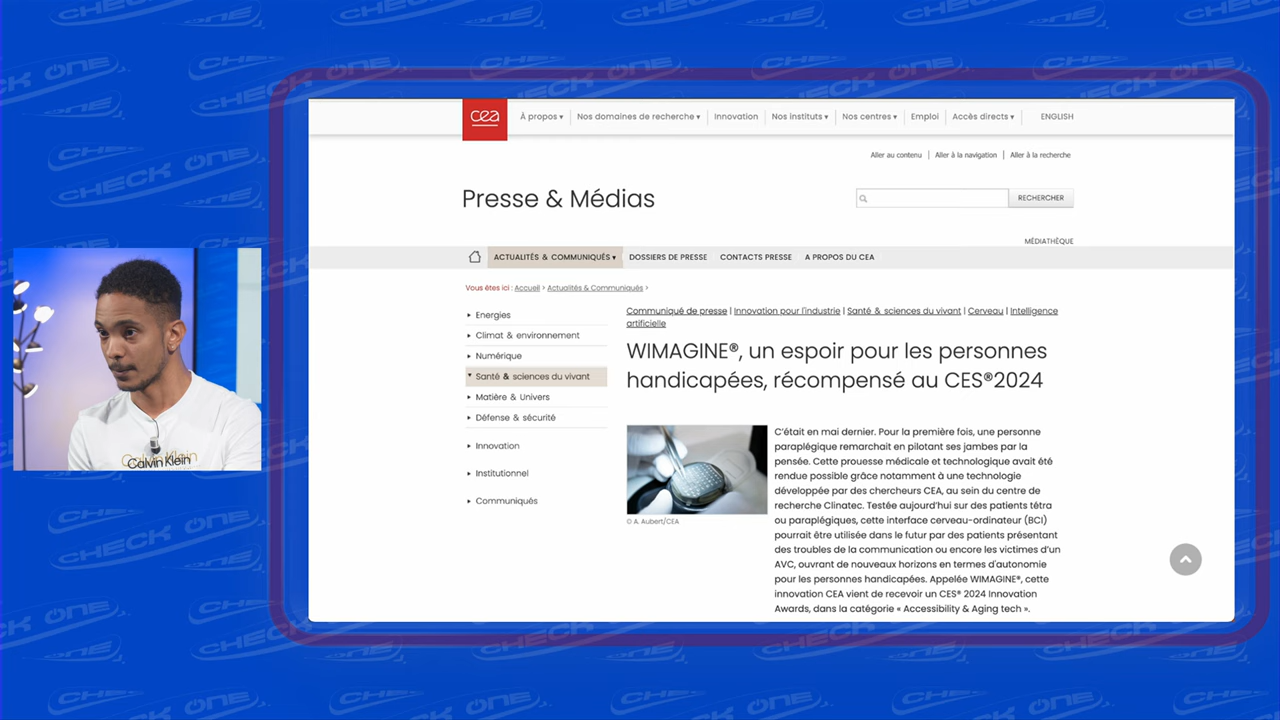 CHECK ONE
cea
À propos ▾
Nos domaines de recherche ▾
Innovation
Nos instituts ▾
Nos centres ▾
Emploi
Accès directs ▾
ENGLISH
Aller au contenu | Aller à la navigation | Aller à la recherche
Presse & Médias
RECHERCHER
MÉDIATHÈQUE
ACTUALITÉS & COMMUNIQUÉS ▾
DOSSIERS DE PRESSE
CONTACTS PRESSE
A PROPOS DU CEA
Vous êtes ici : Accueil > Actualités & Communiqués >
Energies
Climat & environnement
Numérique
Santé & sciences du vivant
Matière & Univers
Défense & sécurité
Innovation
Institutionnel
Communiqués
Communiqué de presse | Innovation pour l'industrie | Santé & sciences du vivant | Cerveau | Intelligence
artificielle
WIMAGINE®, un espoir pour les personnes
handicapées, récompensé au CES®2024
© A. Aubert/CEA
C'était en mai dernier. Pour la première fois, une personne
paraplégique remarchait en pilotant ses jambes par la
pensée. Cette prouesse médicale et technologique avait été
rendue possible grâce notamment à une technologie
développée par des chercheurs CEA, au sein du centre de
recherche Clinatec. Testée aujourd'hui sur des patients tétra
ou paraplégiques, cette interface cerveau-ordinateur (BCI)
pourrait être utilisée dans le futur par des patients présentant
des troubles de la communication ou encore les victimes d'un
AVC, ouvrant de nouveaux horizons en termes d'autonomie
pour les personnes handicapées. Appelée WIMAGINE®, cette
innovation CEA vient de recevoir un CES® 2024 Innovation
Awards, dans la catégorie « Accessibility & Aging tech ».
Calvin Klein